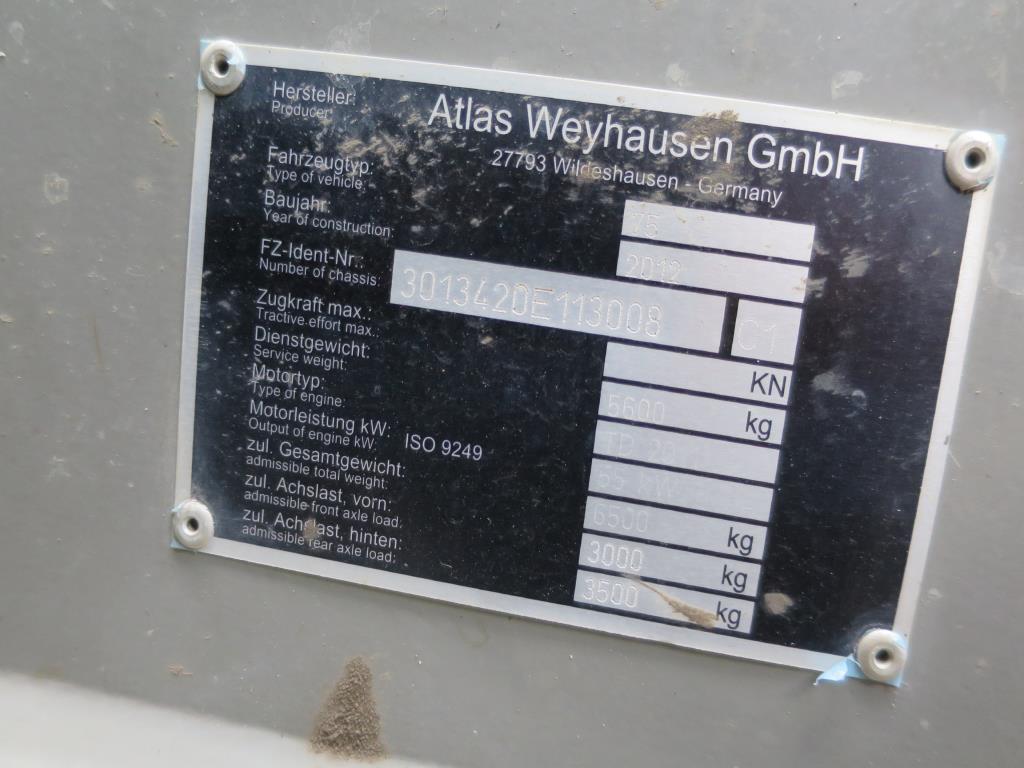 Hersteller: Atlas Weyhausen GmbH
Producer: 27793 Wildeshausen - Germany
Fahrzeugtyp:
Type of vehicle: 75
Baujahr:
Year of construction: 2012
FZ-Ident-Nr.:
Number of chassis: 3013420E113008 C1
Zugkraft max.:
Tractive effort max.: KN
Dienstgewicht:
Service weight: 5600 kg
Motortyp:
Type of engine: TD
Motorleistung kW: ISO 9249
Output of engine kW: 55 kW
zul. Gesamtgewicht:
admissible total weight: 6500 kg
zul. Achslast, vorn:
admissible front axle load: 3000 kg
zul. Achslast, hinten:
admissible rear axle load: 3500 kg